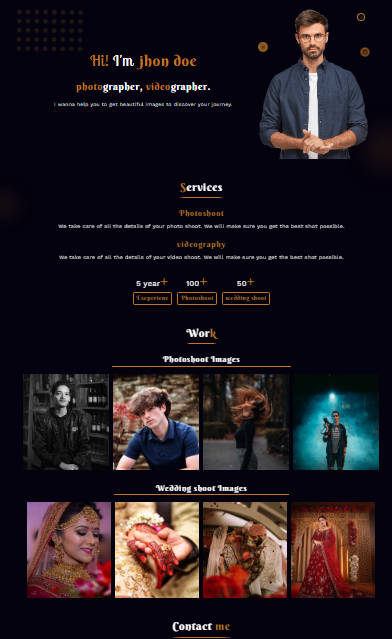 Hi! I'm jhon doe
photographer, videographer.
I wanna help you to get beautiful images to discover your journey.
Services
Photoshoot
We take care of all the details of your photo shoot. We will make sure you get the best shot possible.
videography
We take care of all the details of your video shoot. We will make sure you get the best shot possible.
5 year+ 100+ 50+
Exeperiene Photoshoot wedding shoot
Work
Photoshoot Images
Wedding shoot Images
Contact me